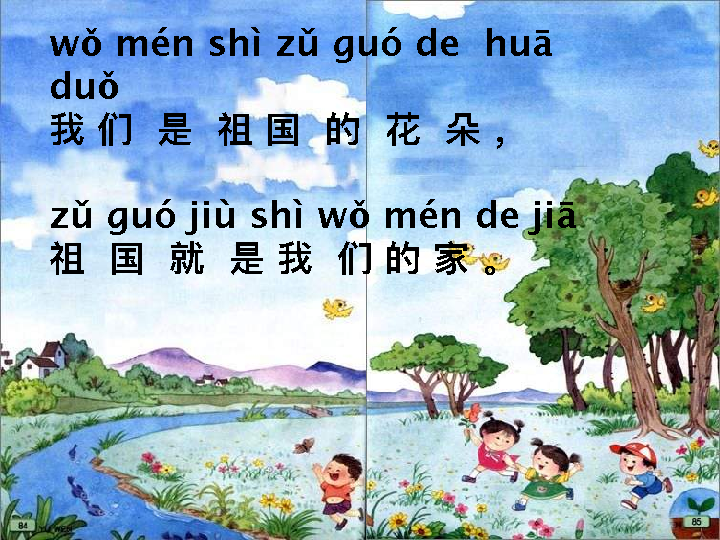 wǒ mén shì zǔ guó de huā
duǒ
我 们 是 祖 国 的 花 朵，
zǔ guó jiù shì wǒ mén de jiā
祖 国 就 是 我 们 的 家 。
84
85